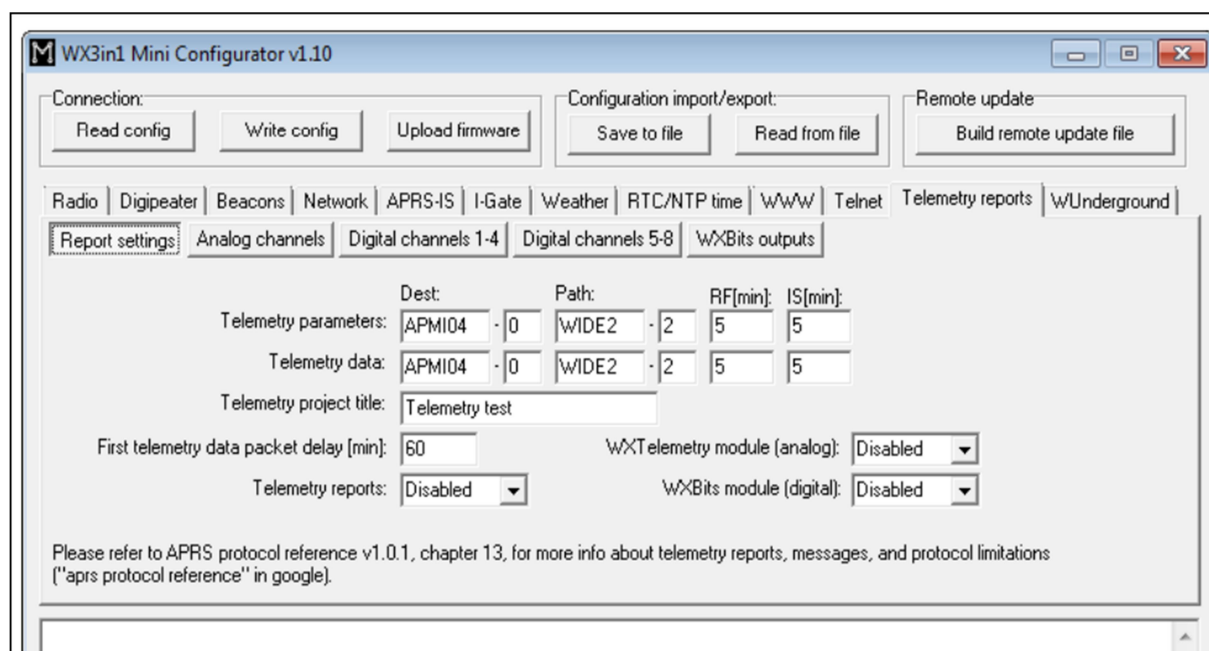 WX3in1 Mini Configurator v1.10
Connection: Configuration import/export: Remote update
Read config Write config Upload firmware Save to file Read from file Build remote update file
Radio Digipeater Beacons Network APRS-IS I-Gate Weather RTC/NTP time WWW Telnet Telemetry reports WUnderground
Report settings Analog channels Digital channels 1-4 Digital channels 5-8 WXBits outputs
Dest: Path: RF[min]: IS[min]:
Telemetry parameters: APMI04 - 0 WIDE2 - 2 5 5
Telemetry data: APMI04 - 0 WIDE2 - 2 5 5
Telemetry project title: Telemetry test
First telemetry data packet delay [min]: 60 WXTelemetry module (analog): Disabled
Telemetry reports: Disabled WXBits module (digital): Disabled
Please refer to APRS protocol reference v1.0.1, chapter 13, for more info about telemetry reports, messages, and protocol limitations
("aprs protocol reference" in google).